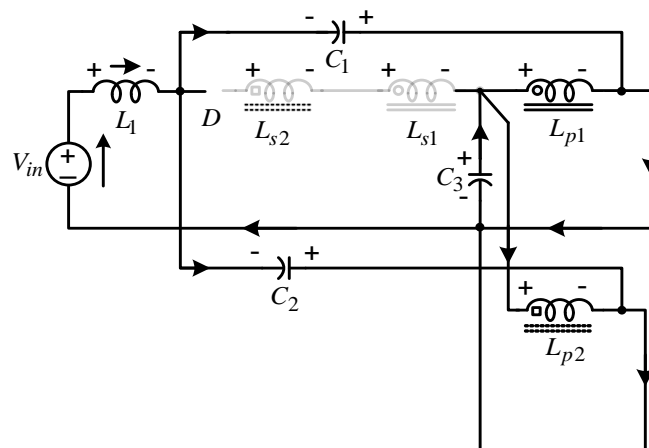 - +
C1
+ - + - + - + -
L1 D Ls2 Ls1 Lp1
Vin + − C3 + -
- + + -
C2
Lp2